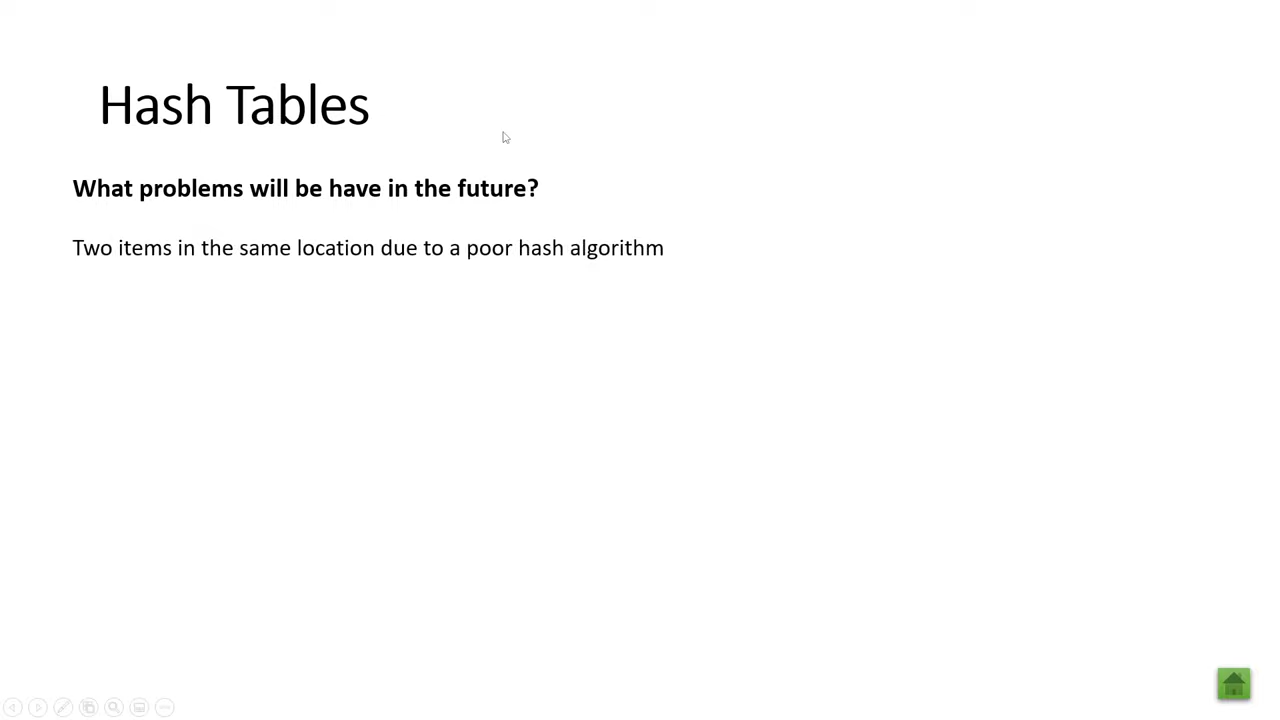 Hash Tables
What problems will be have in the future?
Two items in the same location due to a poor hash algorithm